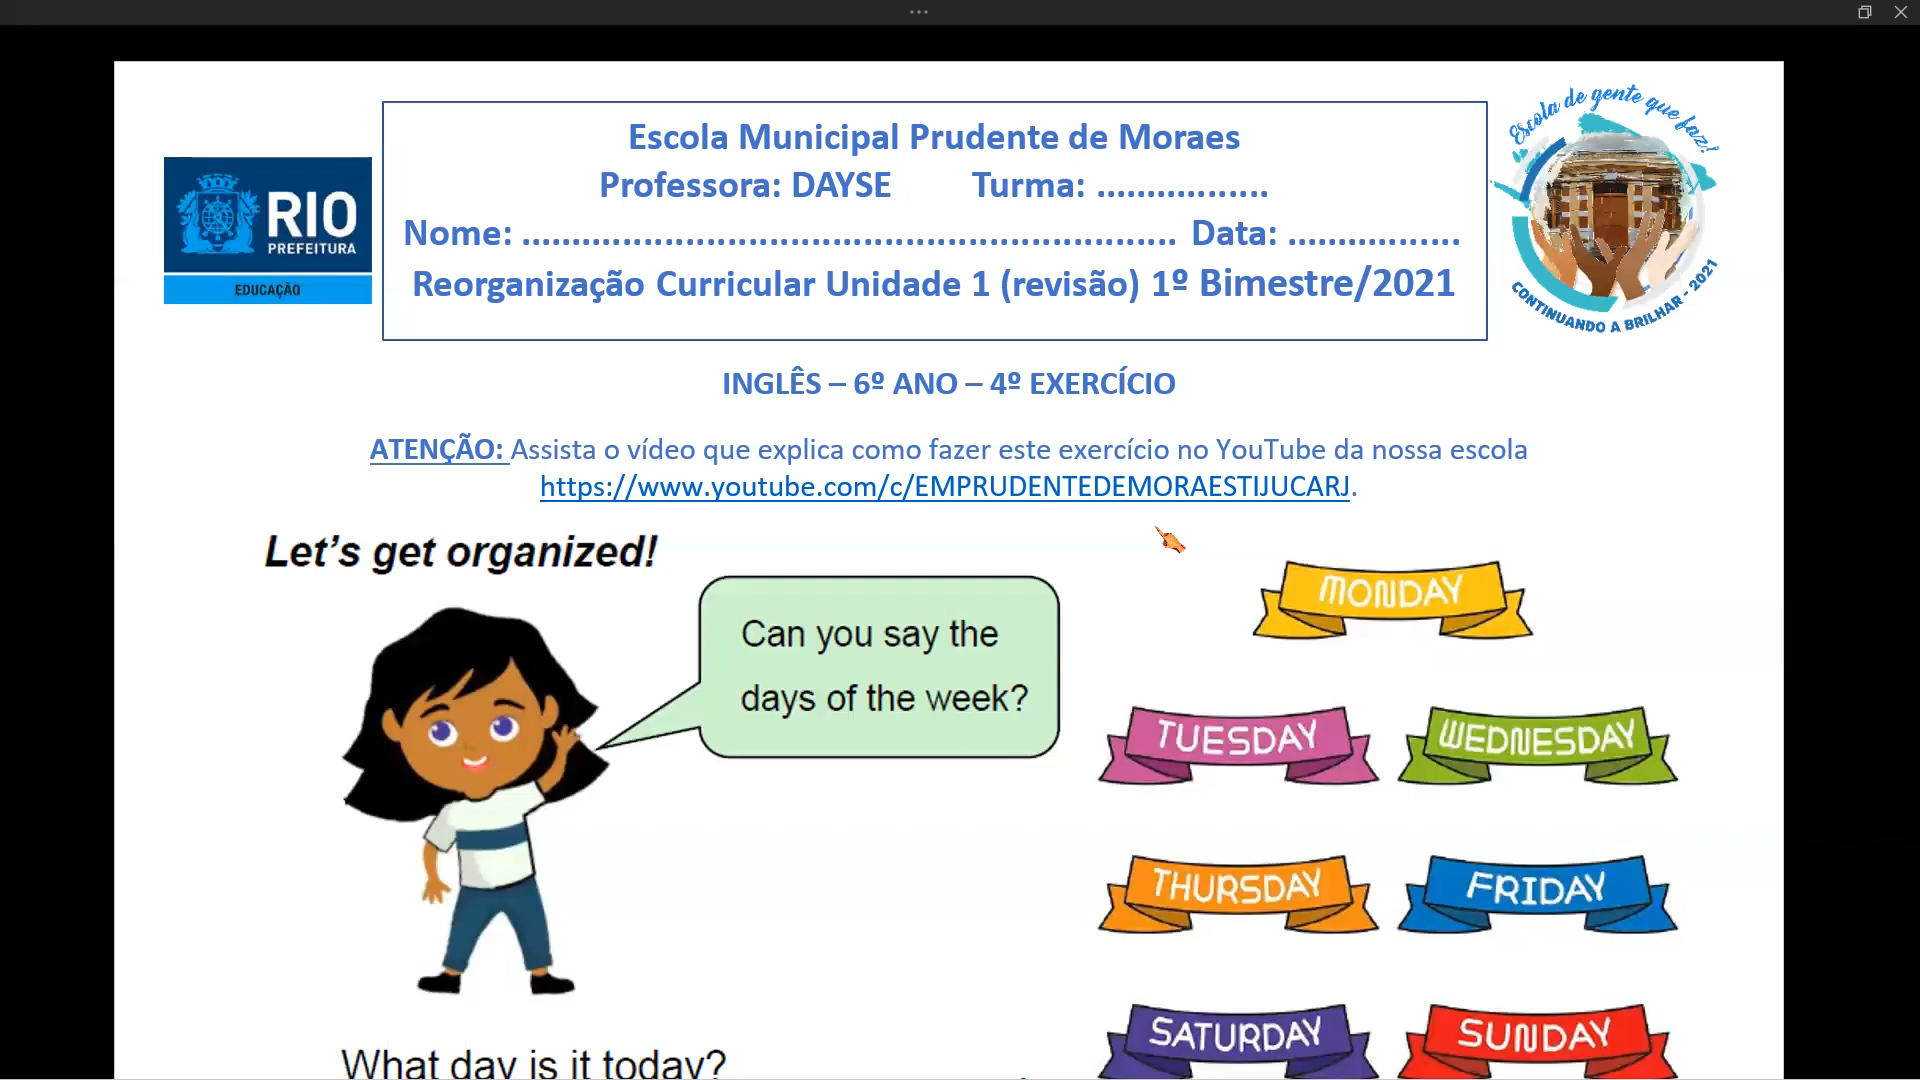 Escola Municipal Prudente de Moraes
Professora: DAYSE Turma: .................
Nome: ................................................................. Data: .................
Reorganização Curricular Unidade 1 (revisão) 1º Bimestre/2021
RIO
PREFEITURA
EDUCAÇÃO
Escola de gente que faz!
CONTINUANDO A BRILHAR - 2021
INGLÊS – 6º ANO – 4º EXERCÍCIO
ATENÇÃO: Assista o vídeo que explica como fazer este exercício no YouTube da nossa escola
https://www.youtube.com/c/EMPRUDENTEDEMORAESTIJUCARJ.
Let's get organized!
Can you say the
days of the week?
MONDAY
TUESDAY
WEDNESDAY
THURSDAY
FRIDAY
SATURDAY
SUNDAY
What day is it today?